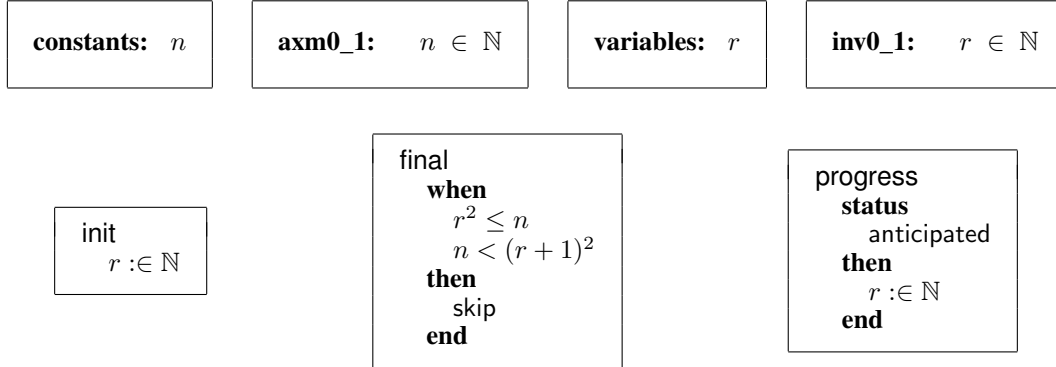 constants: n
axm0_1: n ∈ ℕ
variables: r
inv0_1: r ∈ ℕ
init
r :∈ ℕ
final
when
r² ≤ n
n < (r + 1)²
then
skip
end
progress
status
anticipated
then
r :∈ ℕ
end